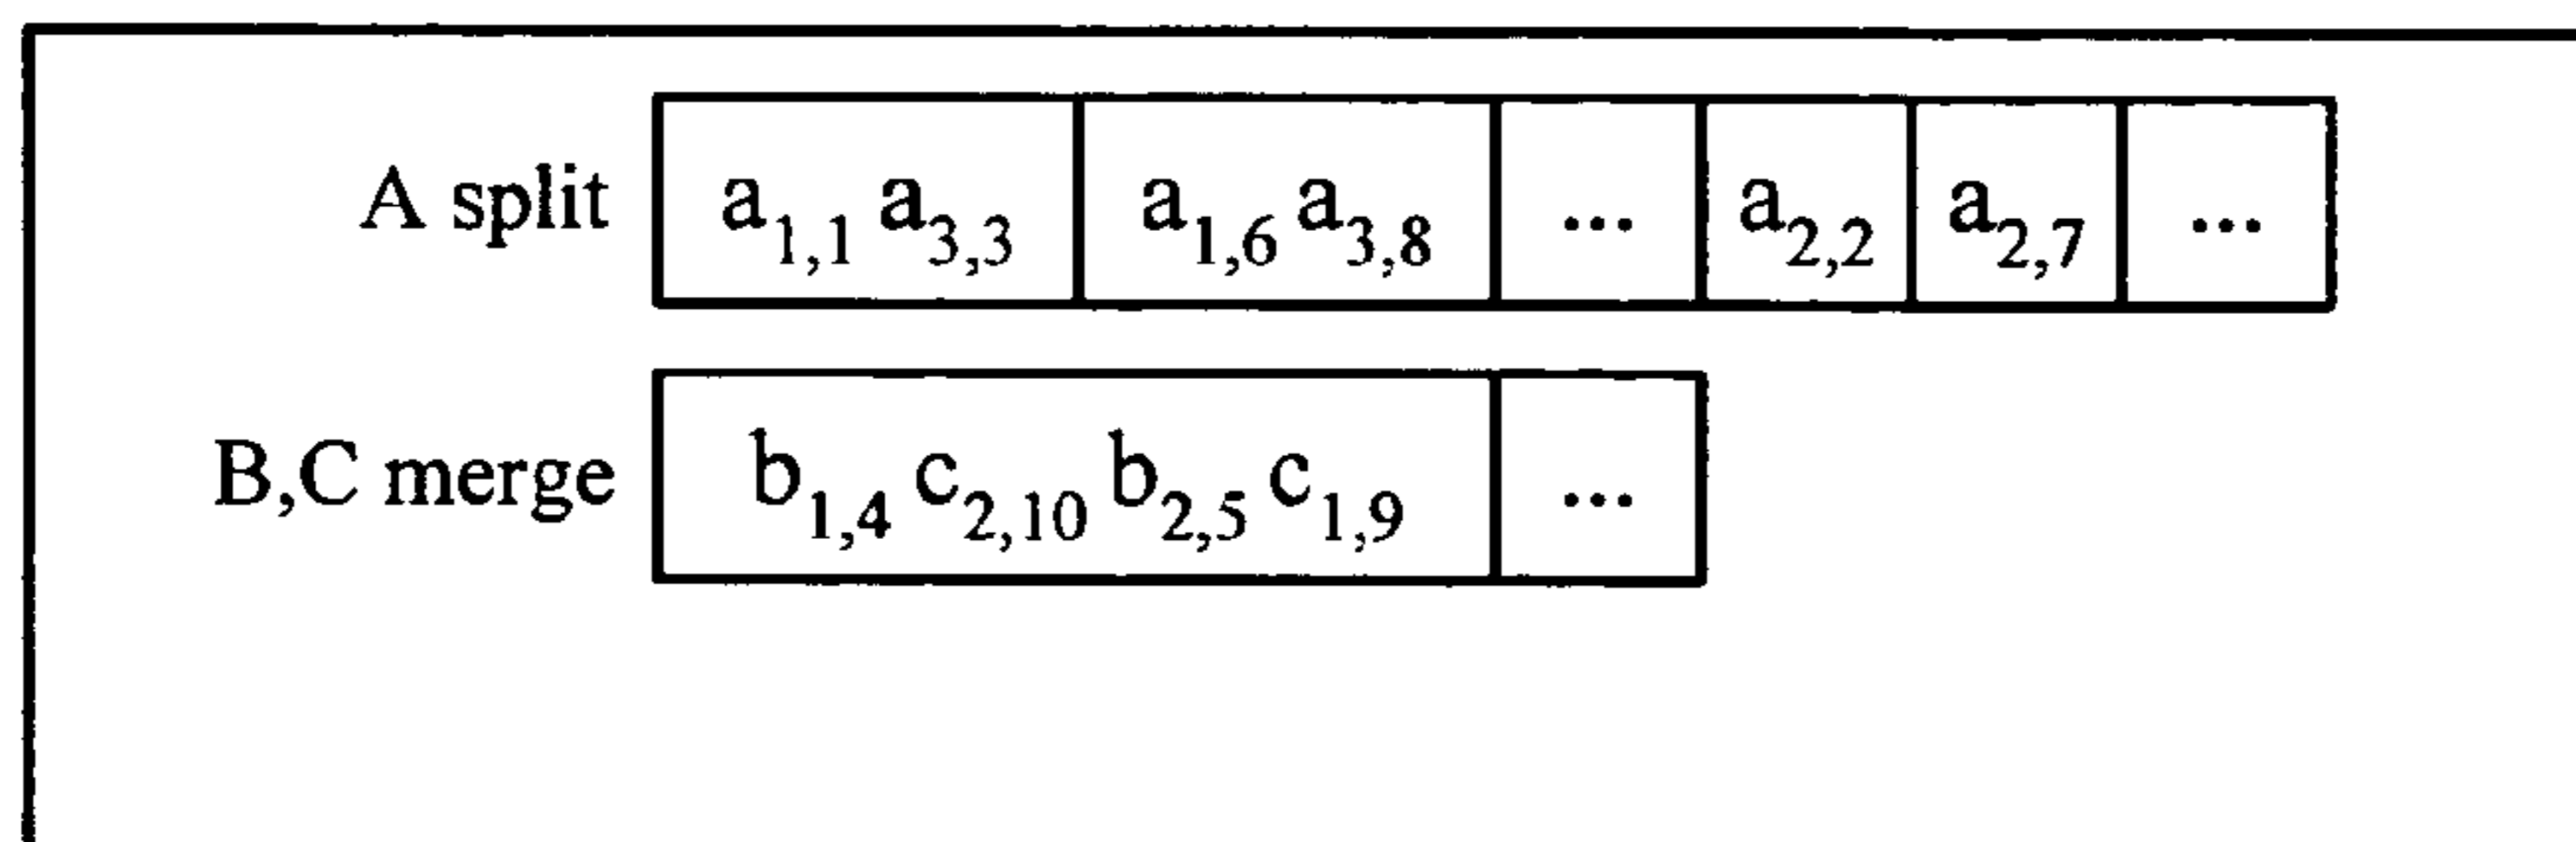 A split a1,1 a3,3 a1,6 a3,8 ... a2,2 a2,7 ...
B,C merge b1,4 c2,10 b2,5 c1,9 ...